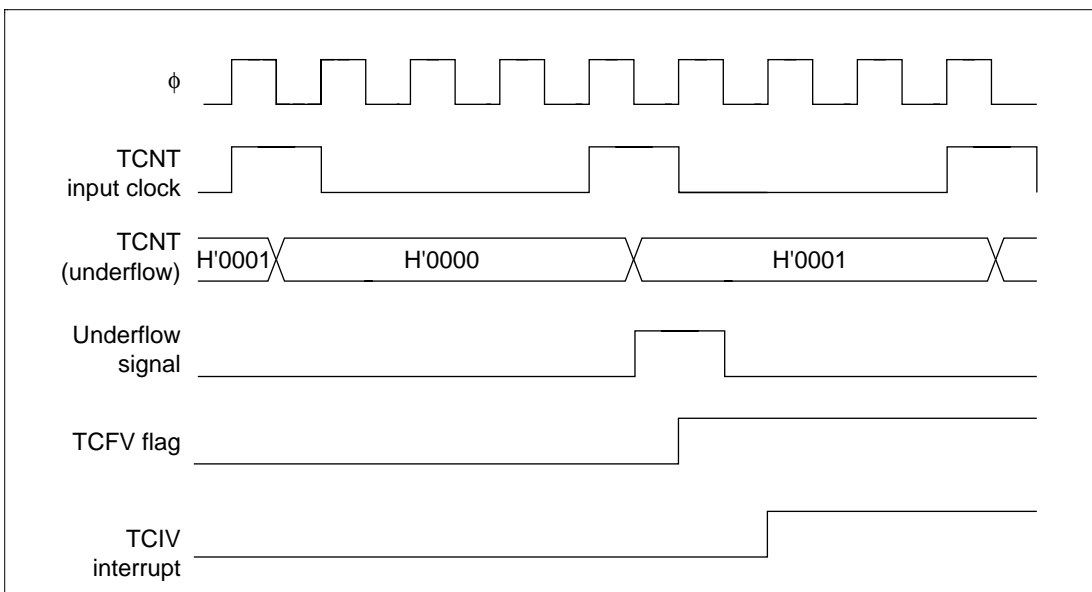 ϕ
TCNT
input clock
TCNT
(underflow)
H'0001 H'0000 H'0001
Underflow
signal
TCFV flag
TCIV
interrupt